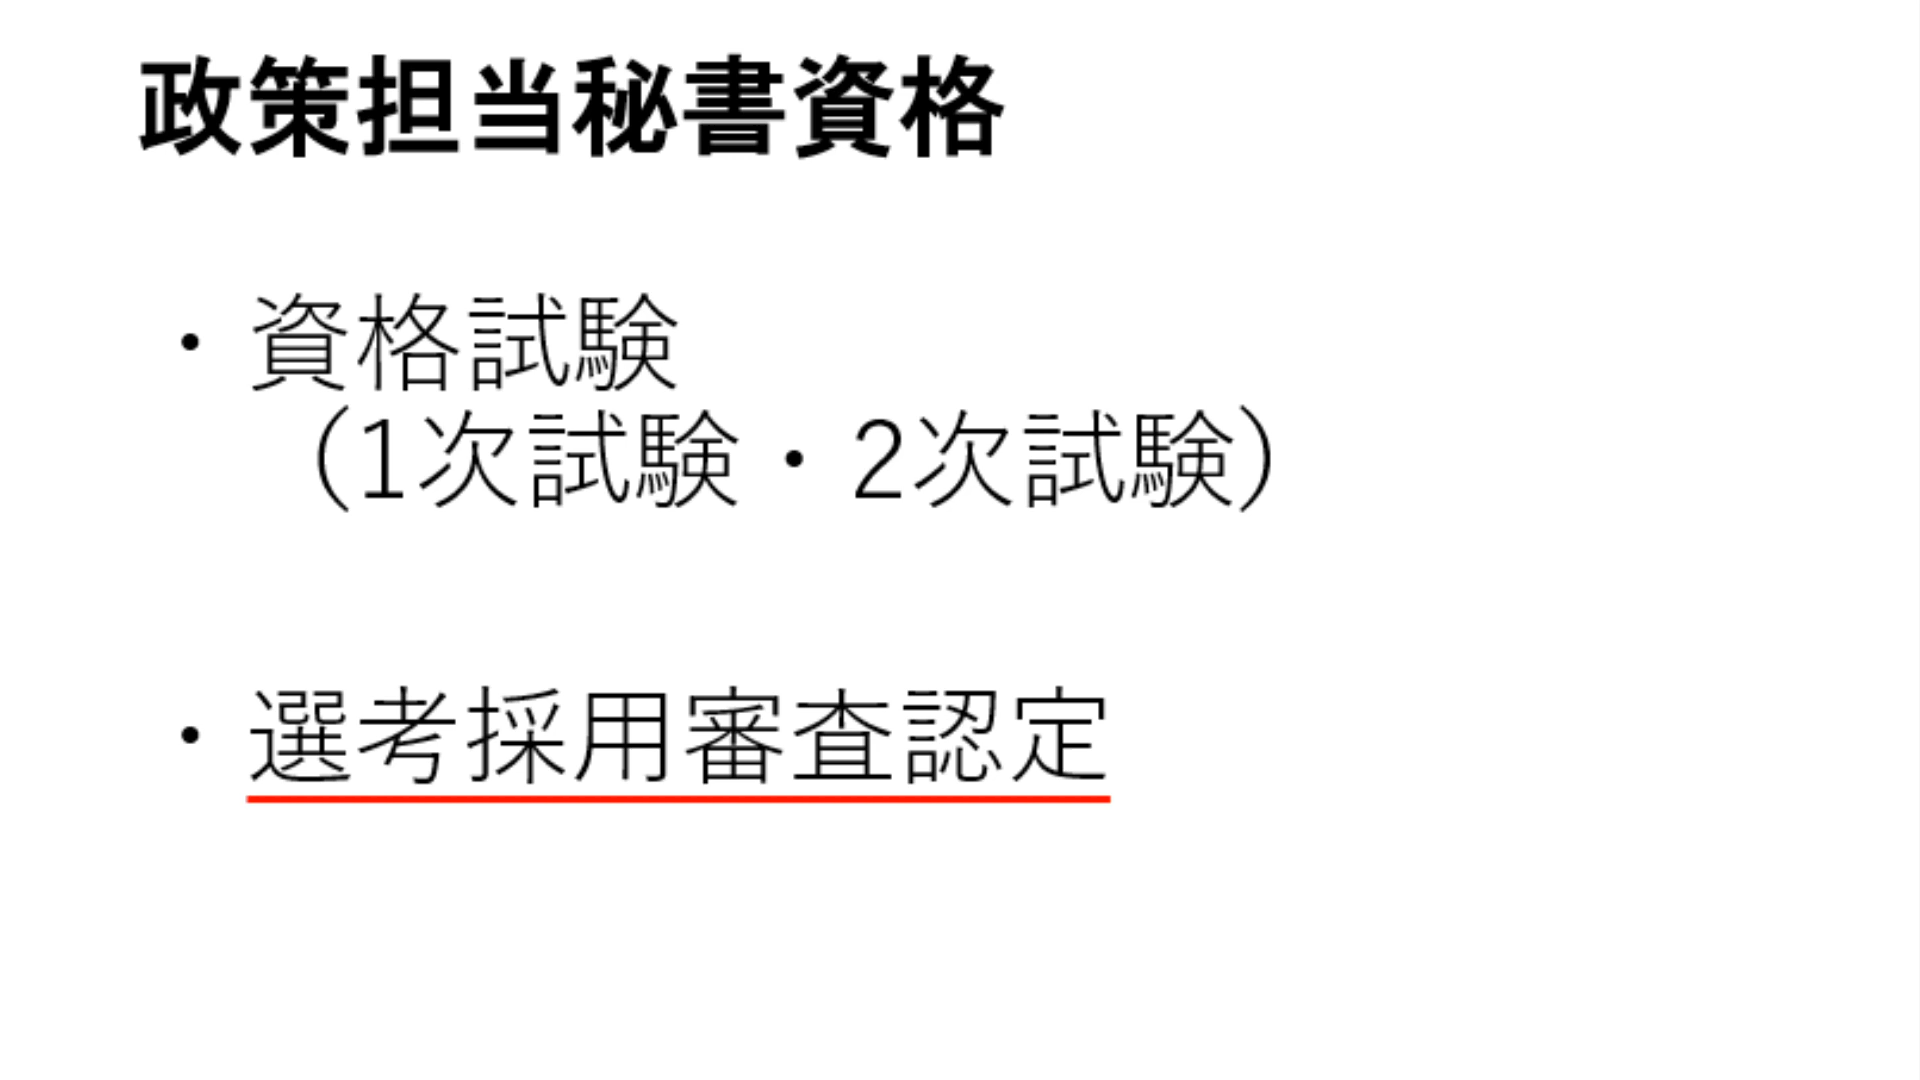 政策担当秘書資格
・資格試験
（1次試験・2次試験）
・選考採用審査認定